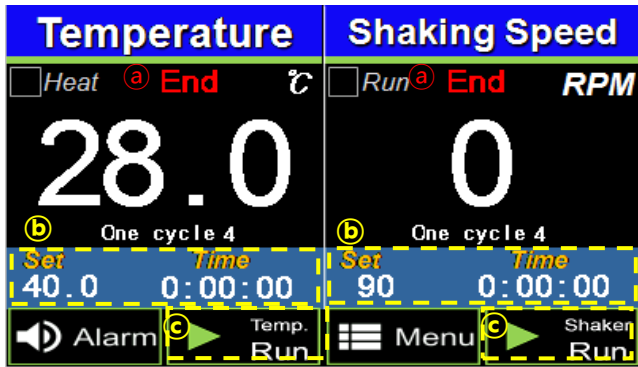 Temperature
Heat ⓐ End ℃
28.0
One cycle 4
ⓑ
Set Time
40.0 0:00:00
Alarm
ⓒ Temp.
Run
Shaking Speed
Run ⓐ End RPM
0
One cycle 4
ⓑ
Set Time
90 0:00:00
Menu
ⓒ Shaker
Run